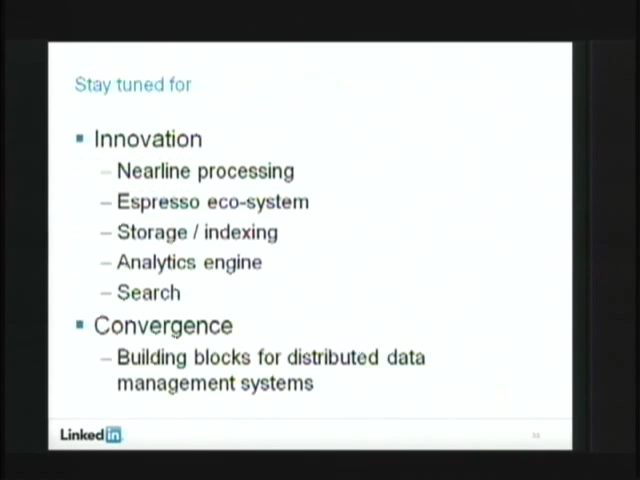 Stay tuned for
Innovation
– Nearline processing
– Espresso eco-system
– Storage / indexing
– Analytics engine
– Search
Convergence
– Building blocks for distributed data
management systems
Linked in